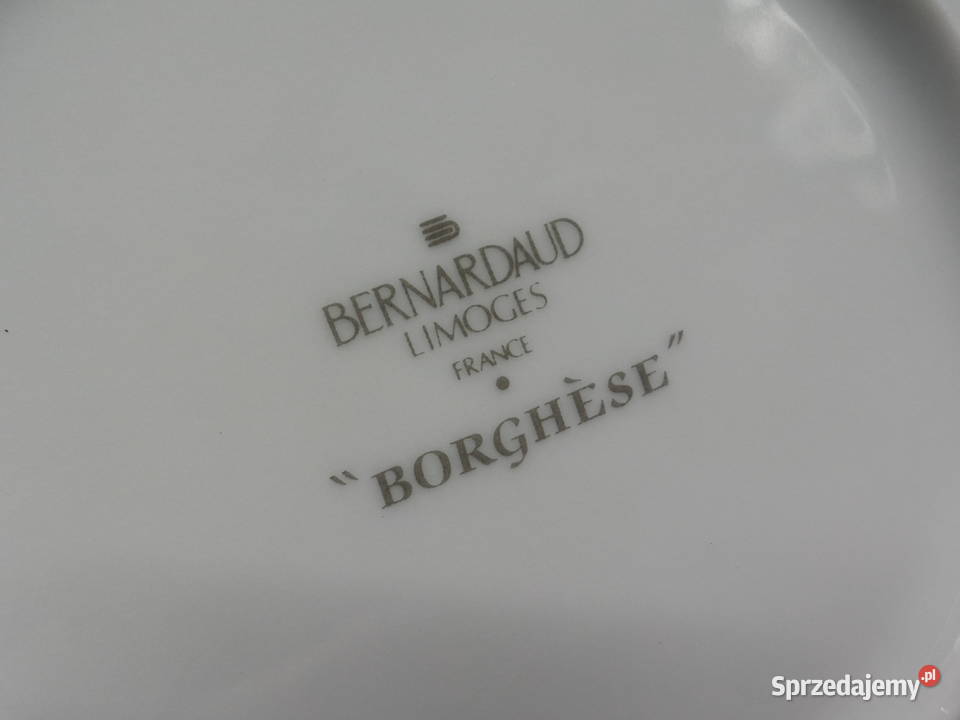 BERNARDAUD
LIMOGES
FRANCE
"BORGHÈSE"
Sprzedajemy.pl